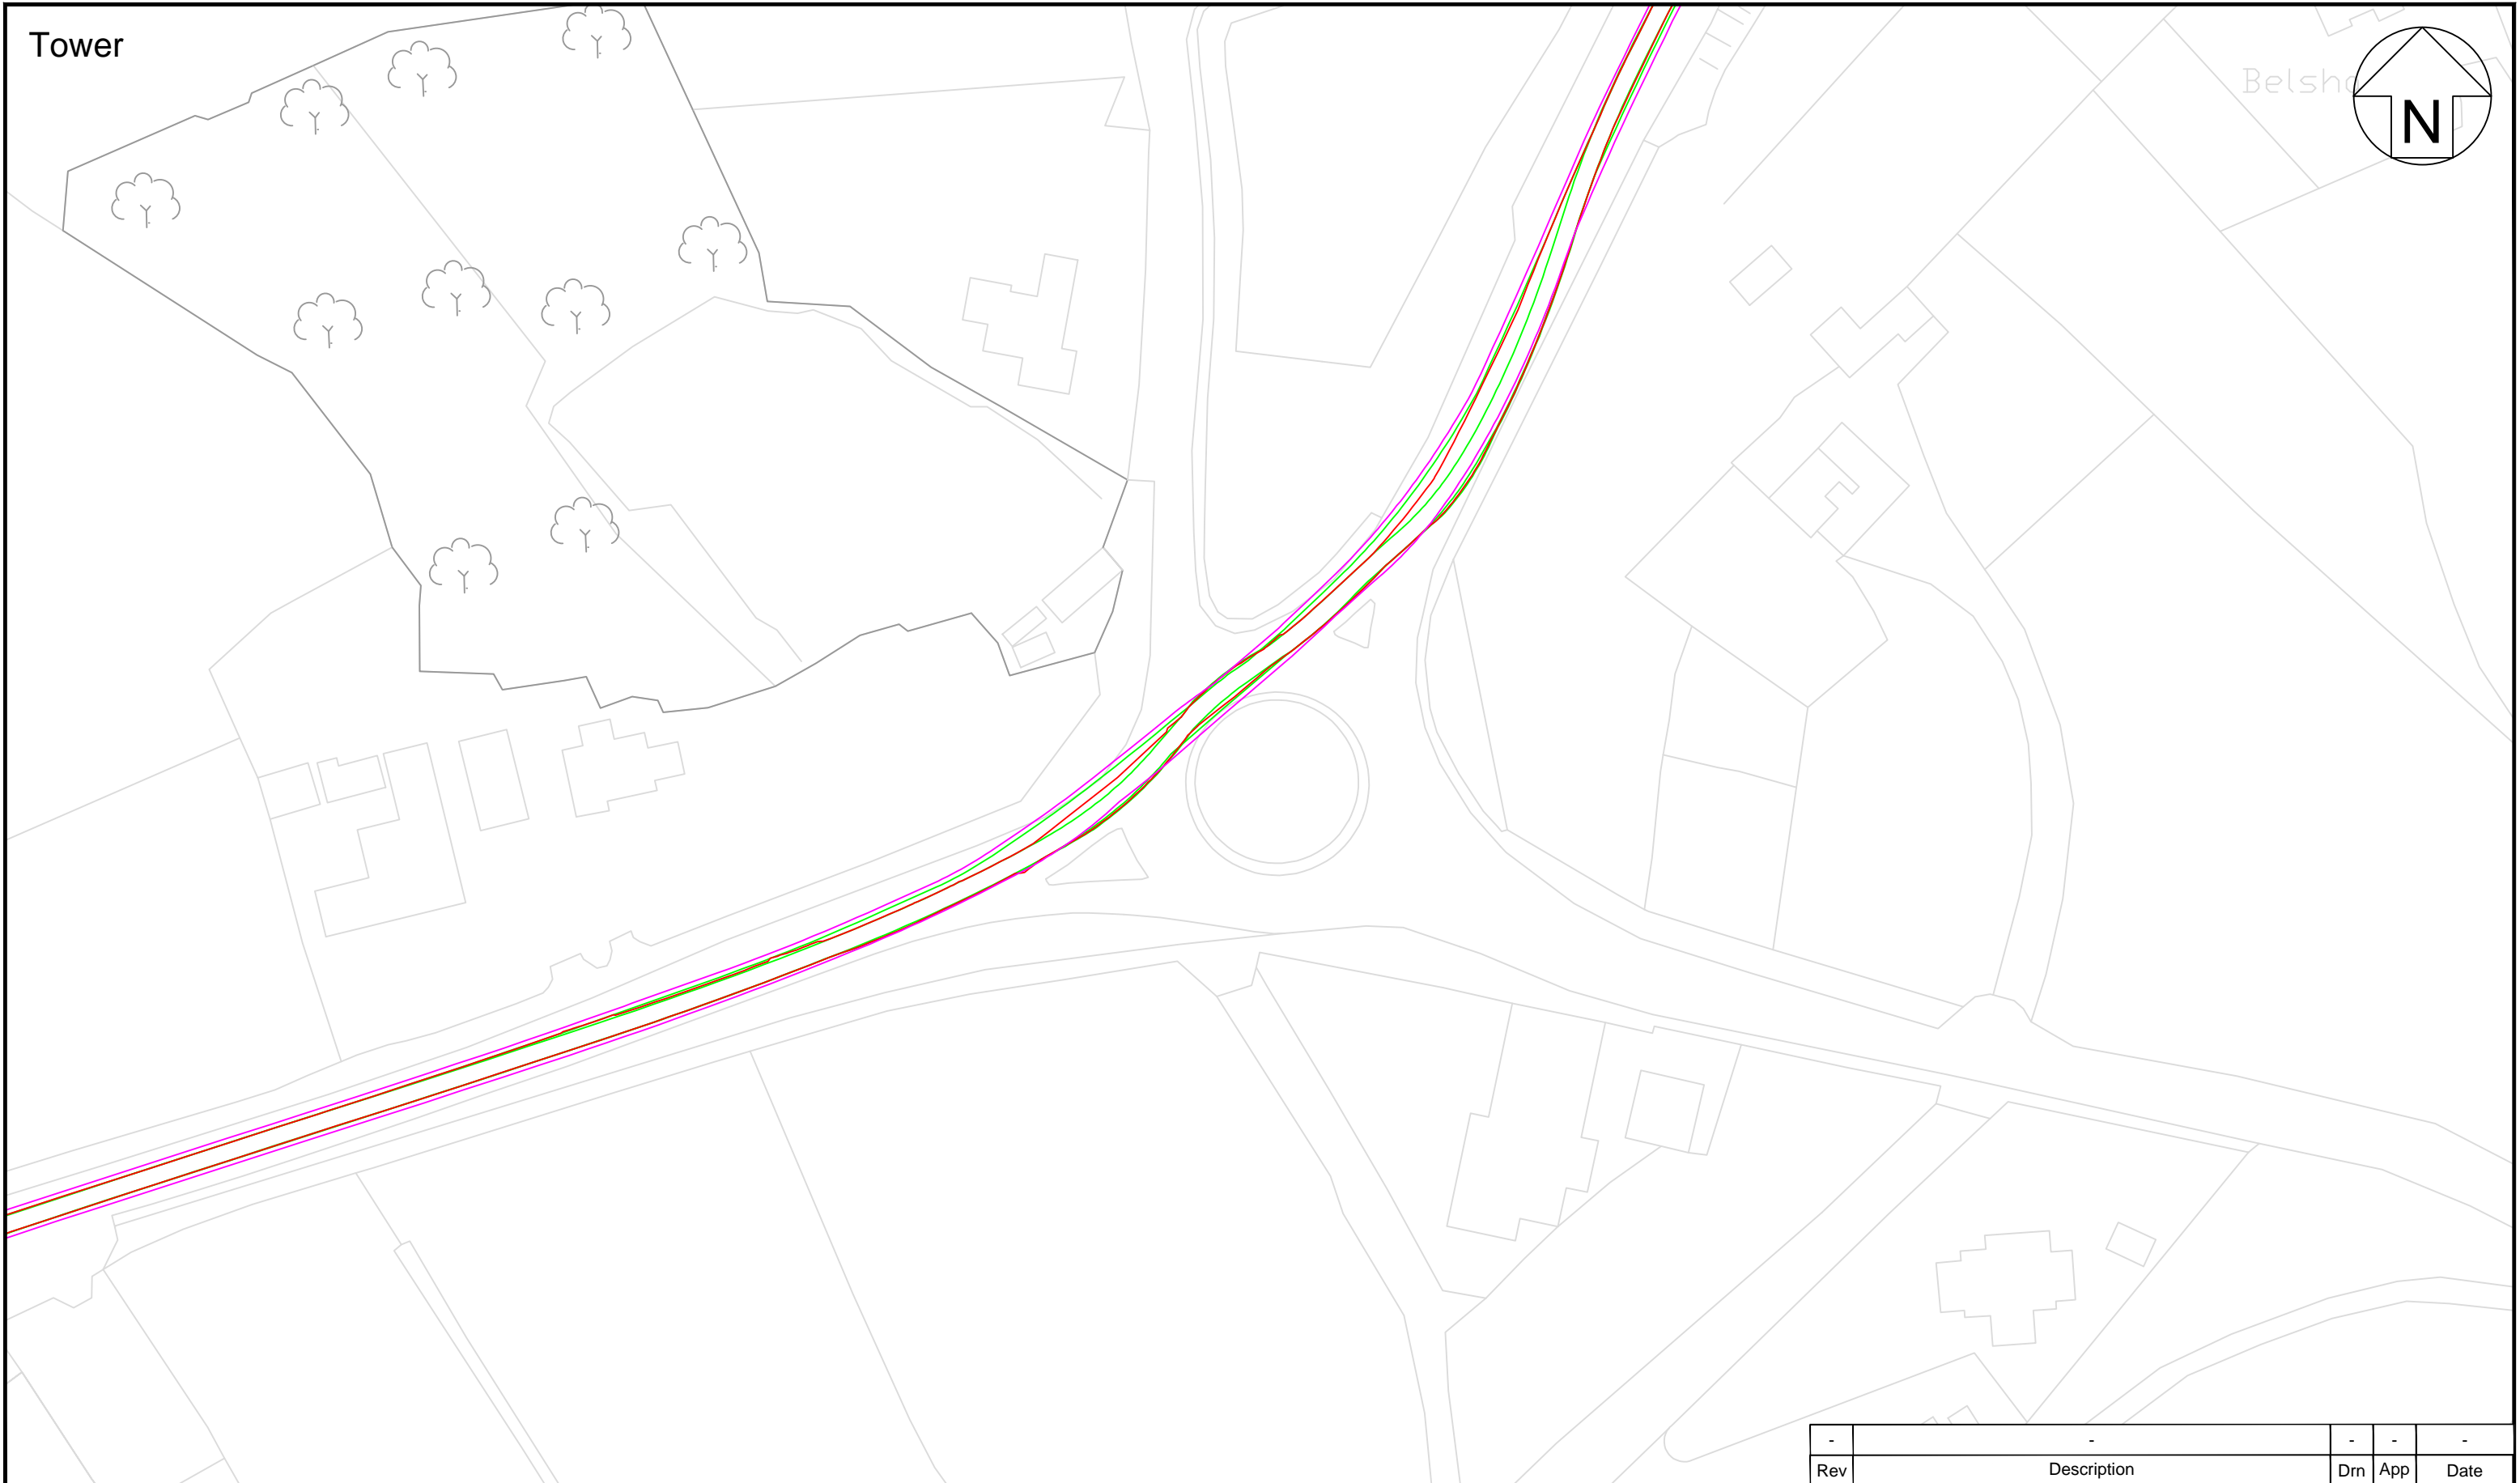 Tower
N
- - - - -
Rev Description Drn App Date